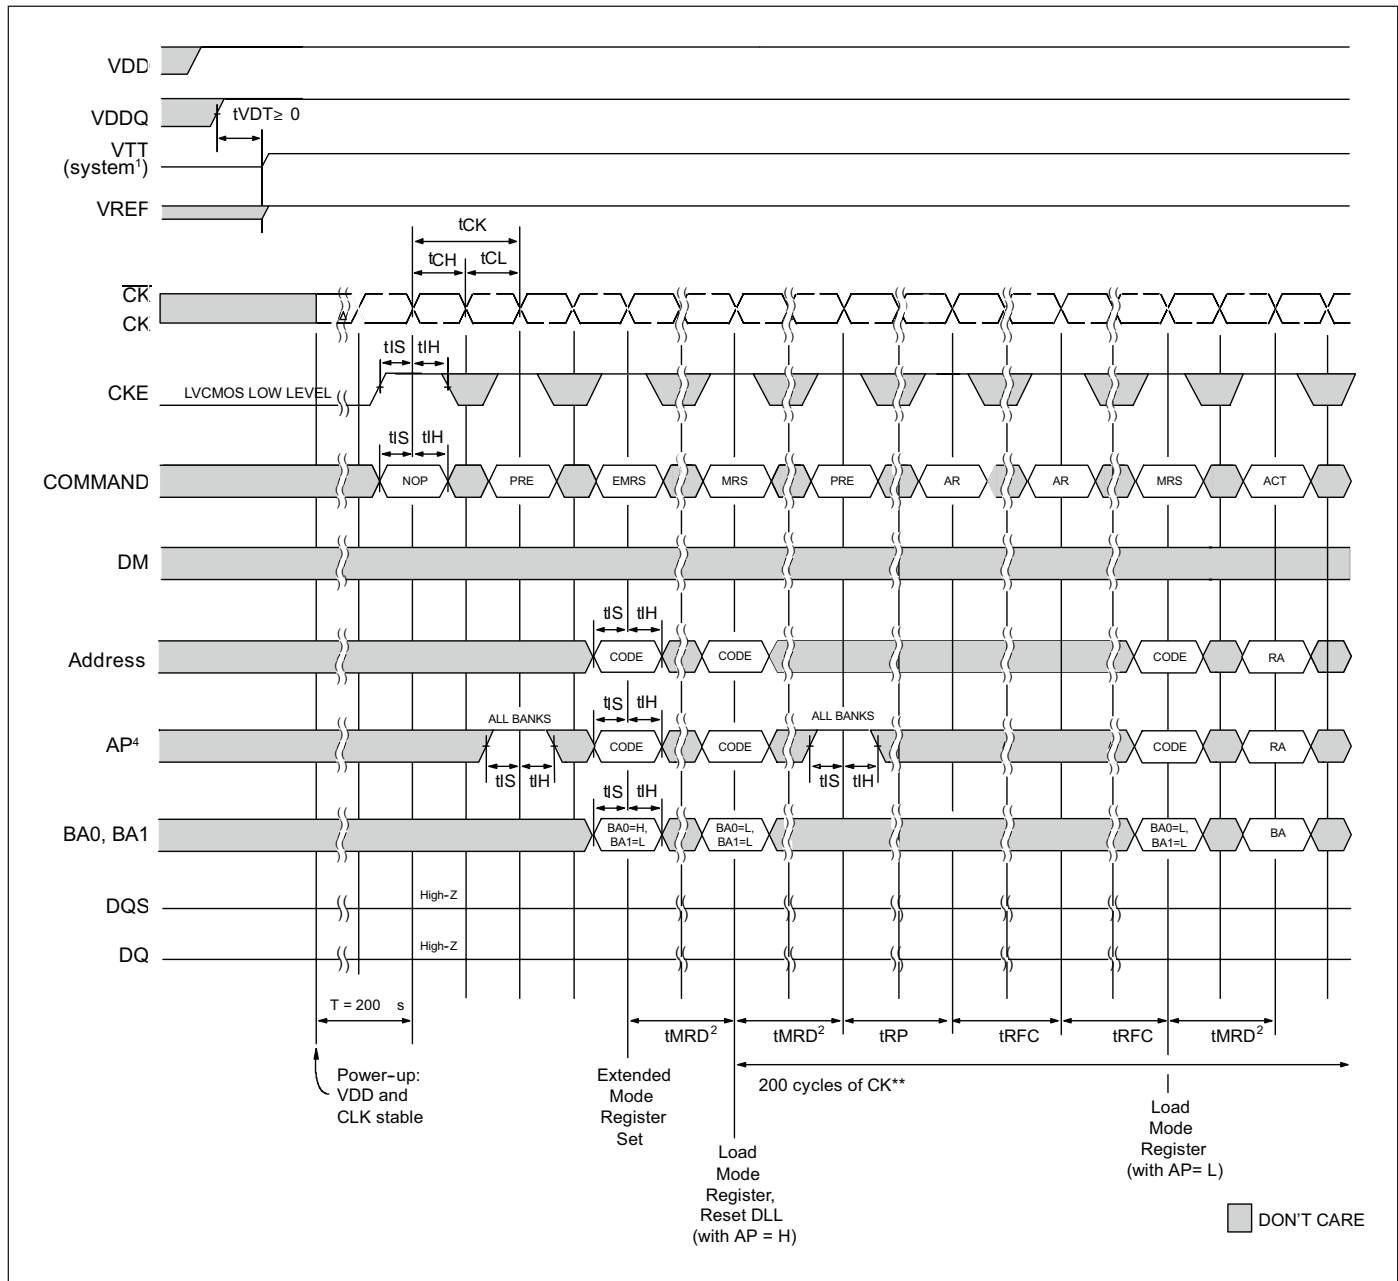 VDD
VDDQ
tVDT≥ 0
VTT
(system¹)
VREF
tCK
tCH
tCL
CK
CK
tIS
tIH
CKE
LVCMOS LOW LEVEL
tIS
tIH
COMMAND
NOP
PRE
EMRS
MRS
PRE
AR
AR
MRS
ACT
DM
tIS
tIH
Address
CODE
CODE
CODE
RA
ALL BANKS
tIS
tIH
ALL BANKS
AP⁴
CODE
CODE
CODE
RA
tIS
tIH
tIS
tIH
tIS
tIH
BA0, BA1
BA0=H,
BA1=L
BA0=L,
BA1=L
BA0=L,
BA1=L
BA
DQS
High-Z
DQ
High-Z
T = 200 s
tMRD²
tMRD²
tRP
tRFC
tRFC
tMRD²
Power-up:
VDD and
CLK stable
Extended
Mode
Register
Set
200 cycles of CK**
Load
Mode
Register,
Reset DLL
(with AP = H)
Load
Mode
Register
(with AP= L)
DON'T CARE